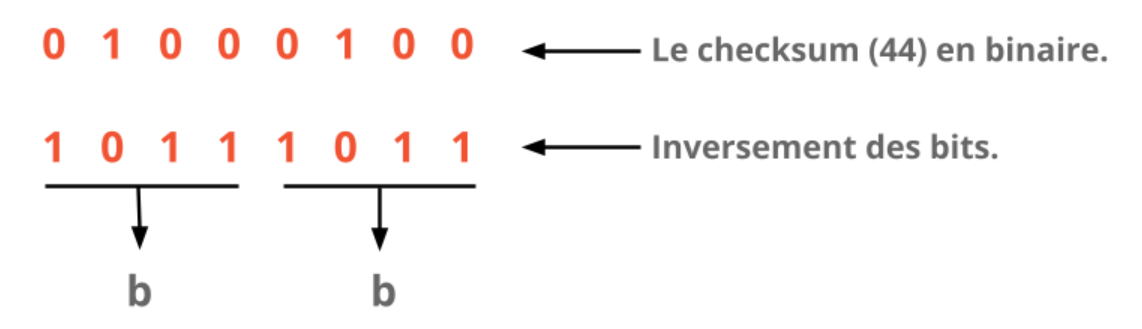 0 1 0 0 0 1 0 0 Le checksum (44) en binaire.
1 0 1 1 1 0 1 1 Inversement des bits.
b b